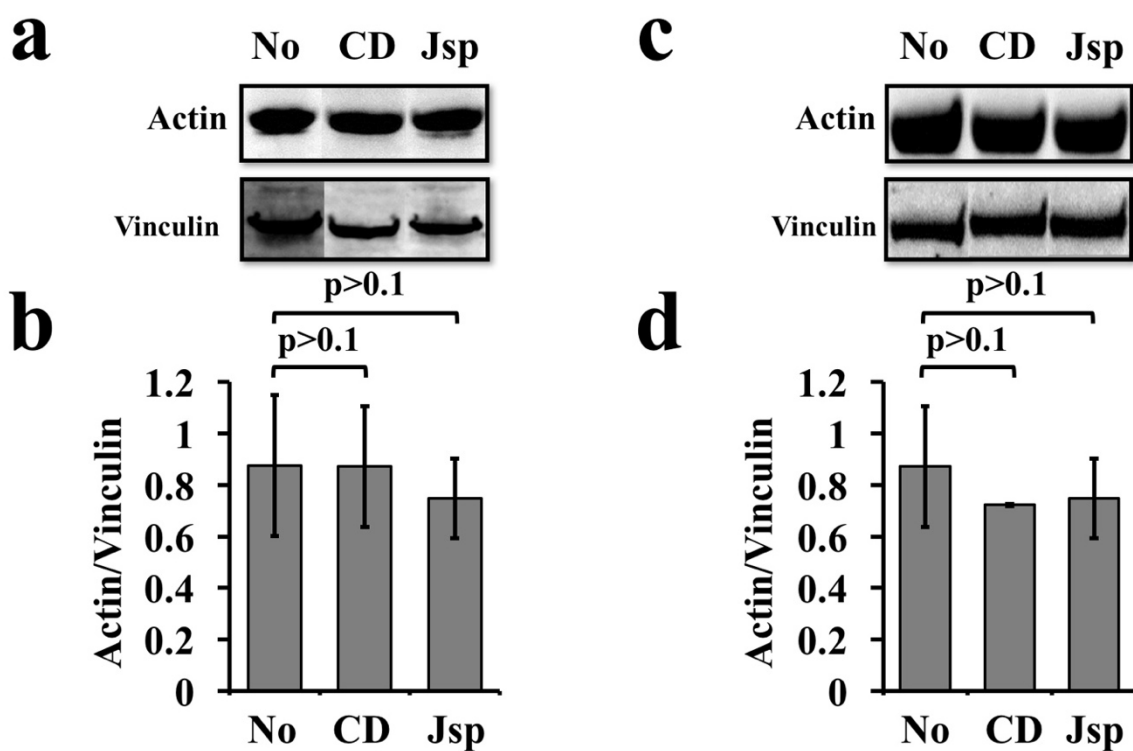 a
No CD Jsp
Actin
Vinculin
b
p>0.1
p>0.1
Actin/Vinculin
1.2
1
0.8
0.6
0.4
0.2
0
No CD Jsp
c
No CD Jsp
Actin
Vinculin
d
p>0.1
p>0.1
Actin/Vinculin
1.2
1
0.8
0.6
0.4
0.2
0
No CD Jsp